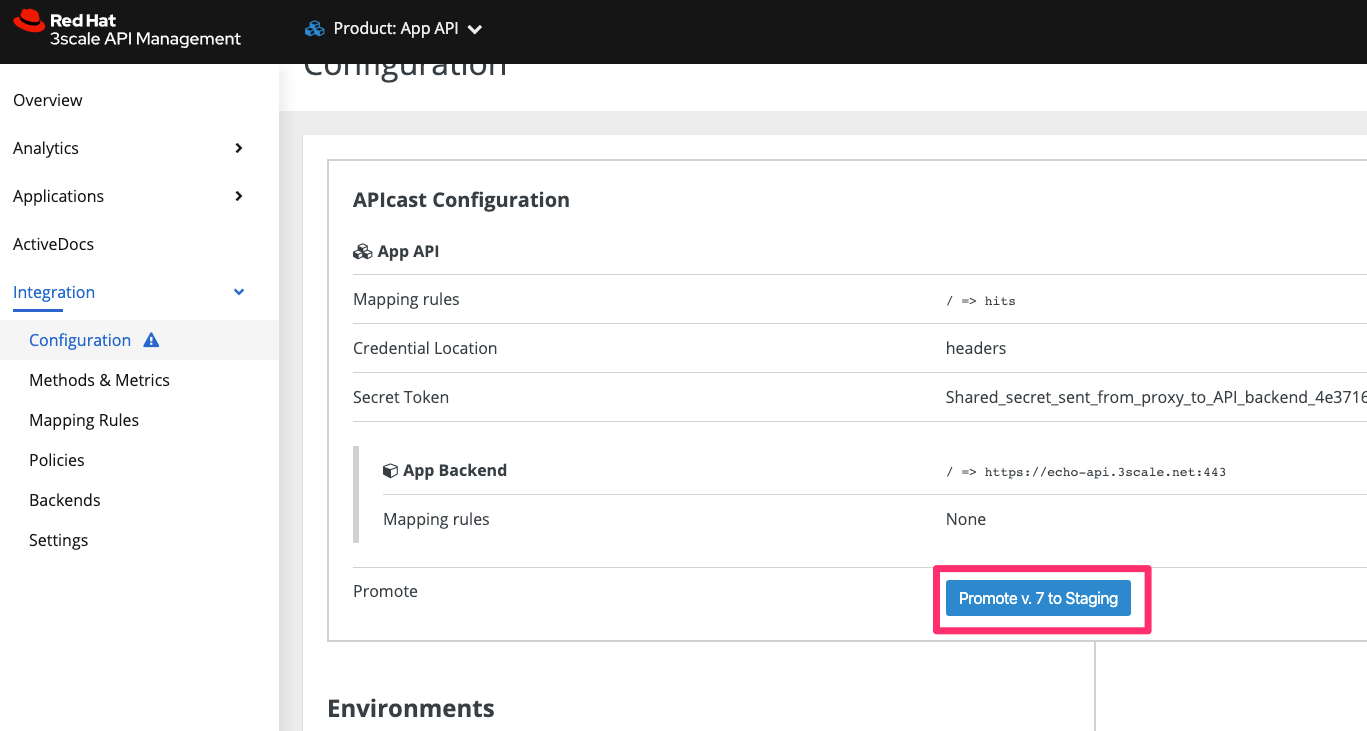 Red Hat
3scale API Management
Product: App API
Configuration
Overview
Analytics
Applications
ActiveDocs
Integration
Configuration
Methods & Metrics
Mapping Rules
Policies
Backends
Settings
APIcast Configuration
App API
Mapping rules / => hits
Credential Location headers
Secret Token Shared_secret_sent_from_proxy_to_API_backend_4e3716
App Backend / => https://echo-api.3scale.net:443
Mapping rules None
Promote Promote v. 7 to Staging
Environments